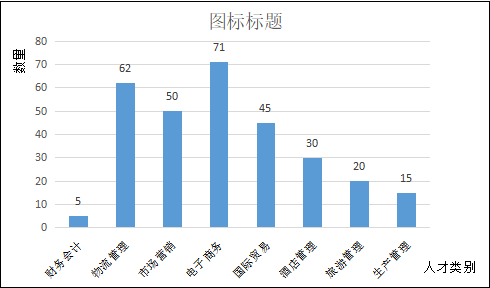 图标标题
数量
80
70
60
50
40
30
20
10
0
5
62
50
71
45
30
20
15
财务会计
物流管理
市场营销
电子商务
国际贸易
酒店管理
旅游管理
生产管理
人才类别